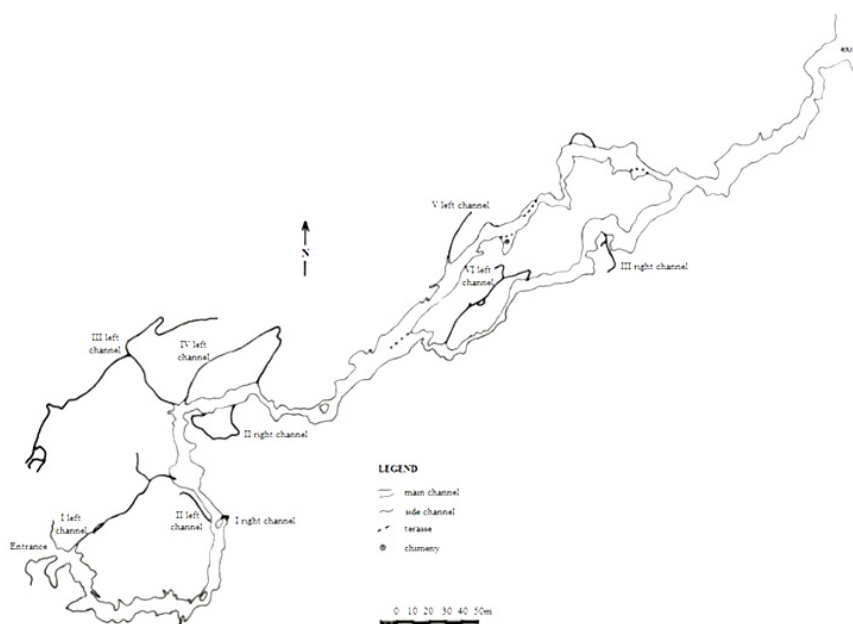 V left channel
N
VI left
channel
III right channel
III left
channel
IV left
channel
II right channel
I left
channel
II left
channel
I right channel
Entrance
LEGEND
main channel
side channel
terasse
chimeny
0 10 20 30 40 50m